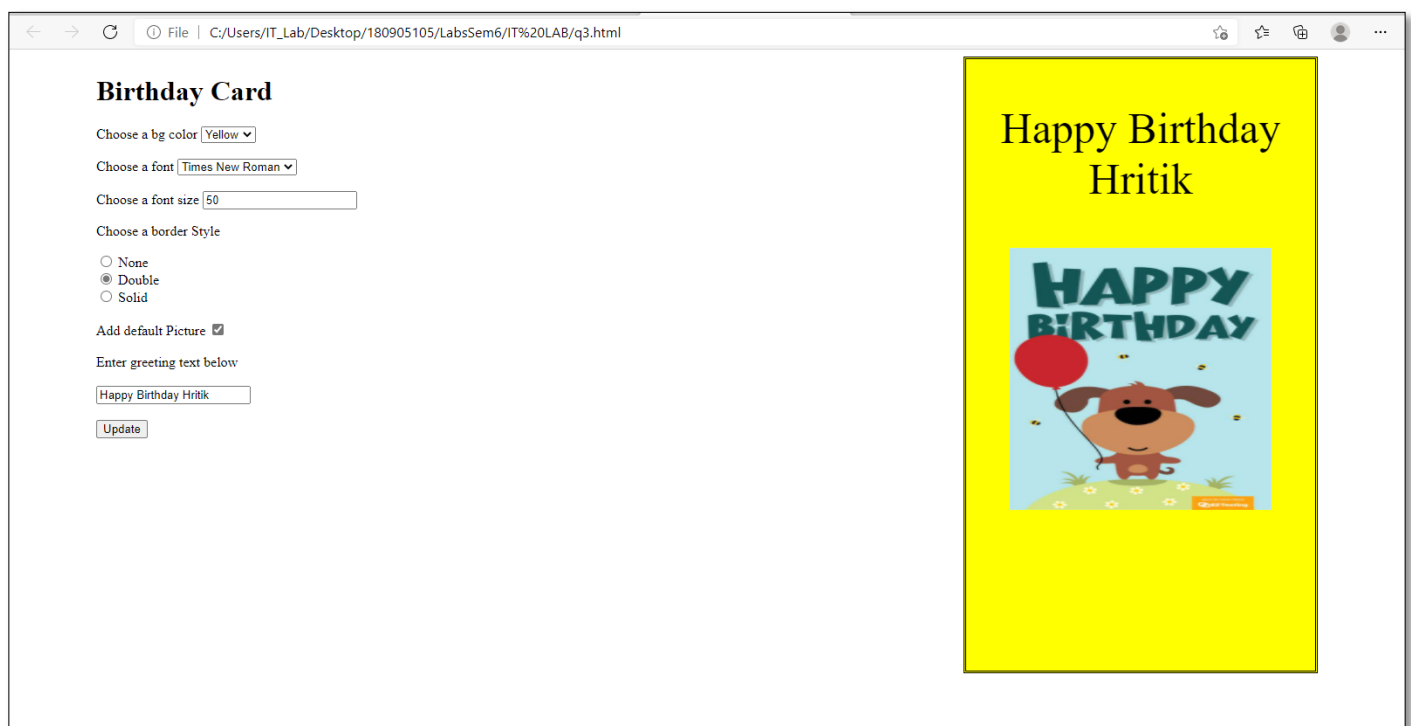 File | C:/Users/IT_Lab/Desktop/180905105/LabsSem6/IT%20LAB/q3.html
Birthday Card
Choose a bg color Yellow
Choose a font Times New Roman
Choose a font size 50
Choose a border Style
None
Double
Solid
Add default Picture
Enter greeting text below
Happy Birthday Hritik
Update
Happy Birthday
Hritik
HAPPY
BIRTHDAY